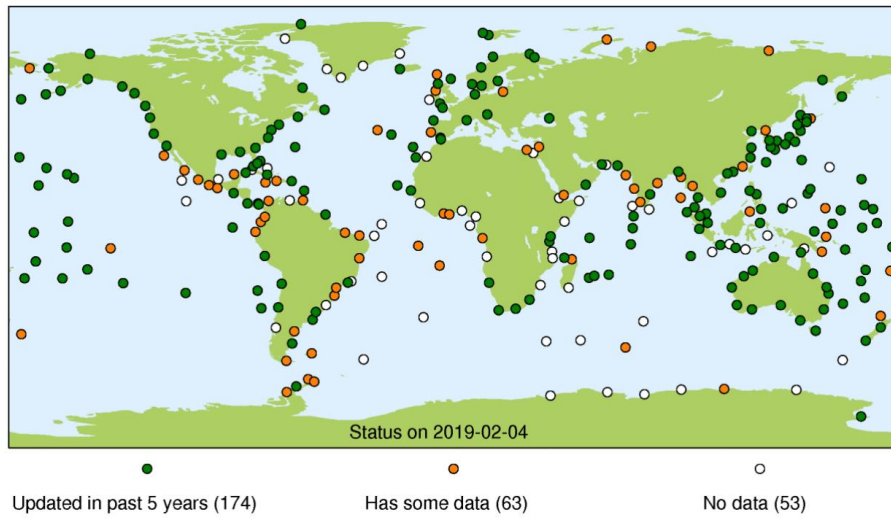 Status on 2019-02-04
Updated in past 5 years (174) Has some data (63) No data (53)